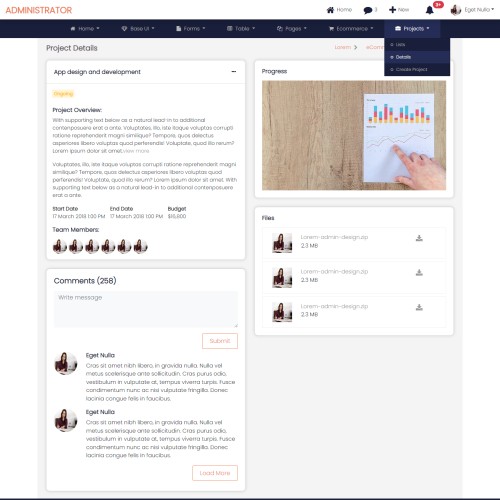 ADMINISTRATOR
Home 3 New 9+ Eget Nulla
Home Base UI Forms Table Pages Ecommerce Projects
Lists
Details
Create Project
Project Details
Lorem
App design and development
Ongoing
Project Overview:
With supporting text below as a natural lead-in to additional
contenposuere erat a ante. Voluptates, illo, iste itaque voluptas corrupti
ratione reprehenderit magni similique? Tempore, quos delectus
asperiores libero voluptas quod perferendis! Voluptate, quod illo rerum?
Lorem ipsum dolor sit amet.view more
Voluptates, illo, iste itaque voluptas corrupti ratione reprehenderit magni
similique? Tempore, quos delectus asperiores libero voluptas quod
perferendis! Voluptate, quod illo rerum? Lorem ipsum dolor sit amet. With
supporting text below as a natural lead-in to additional contenposuere
erat a ante.
Start Date End Date Budget
17 March 2018 1:00 PM 17 March 2018 1:00 PM $15,800
Team Members:
Comments (258)
Write message
Submit
Eget Nulla
Cras sit amet nibh libero, in gravida nulla. Nulla vel
metus scelerisque ante sollicitudin. Cras purus odio,
vestibulum in vulputate at, tempus viverra turpis. Fusce
condimentum nunc ac nisi vulputate fringilla. Donec
lacinia congue felis in faucibus.
Eget Nulla
Cras sit amet nibh libero, in gravida nulla. Nulla vel
metus scelerisque ante sollicitudin. Cras purus odio,
vestibulum in vulputate at, tempus viverra turpis. Fusce
condimentum nunc ac nisi vulputate fringilla. Donec
lacinia congue felis in faucibus.
Load More
Progress
Files
Lorem-admin-design.zip
2.3 MB
Lorem-admin-design.zip
2.3 MB
Lorem-admin-design.zip
2.3 MB